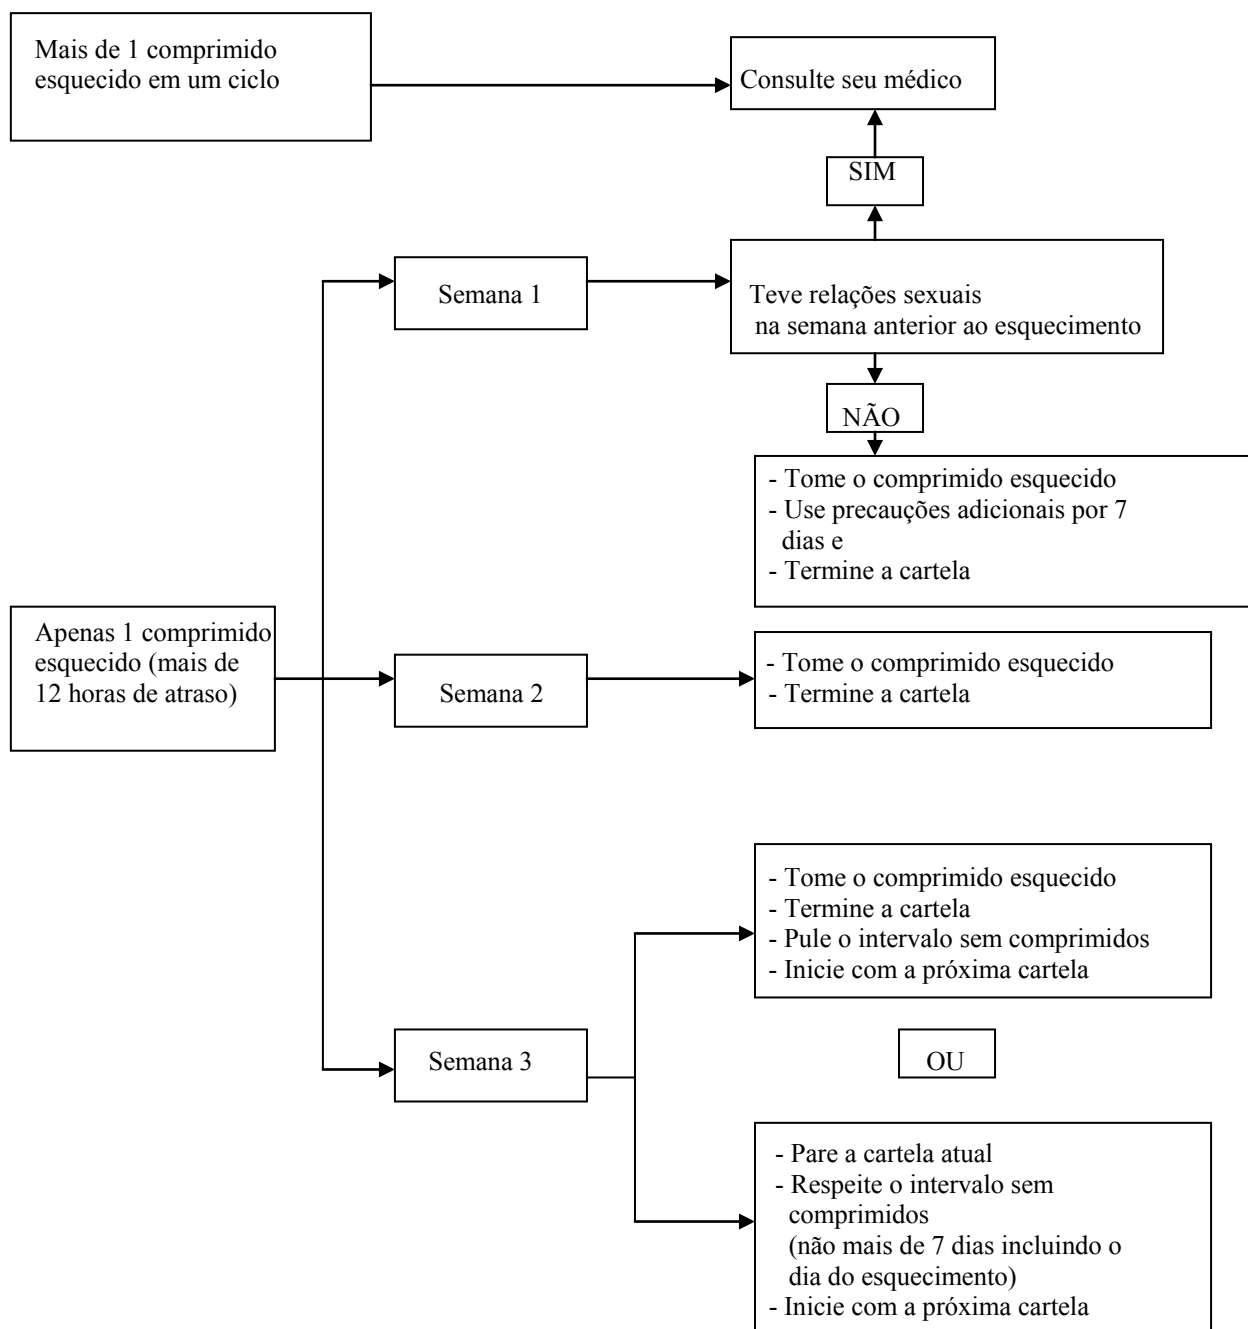 Mais de 1 comprimido
esquecido em um ciclo
Consulte seu médico
SIM
Semana 1
Teve relações sexuais
na semana anterior ao esquecimento
NÃO
- Tome o comprimido esquecido
- Use precauções adicionais por 7
dias e
- Termine a cartela
Apenas 1 comprimido
esquecido (mais de
12 horas de atraso)
Semana 2
- Tome o comprimido esquecido
- Termine a cartela
Semana 3
- Tome o comprimido esquecido
- Termine a cartela
- Pule o intervalo sem comprimidos
- Inicie com a próxima cartela
OU
- Pare a cartela atual
- Respeite o intervalo sem
comprimidos
(não mais de 7 dias incluindo o
dia do esquecimento)
- Inicie com a próxima cartela